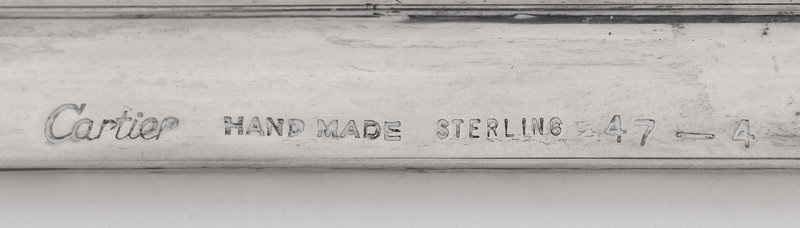 Cartier HAND MADE STERLING 47 — 4